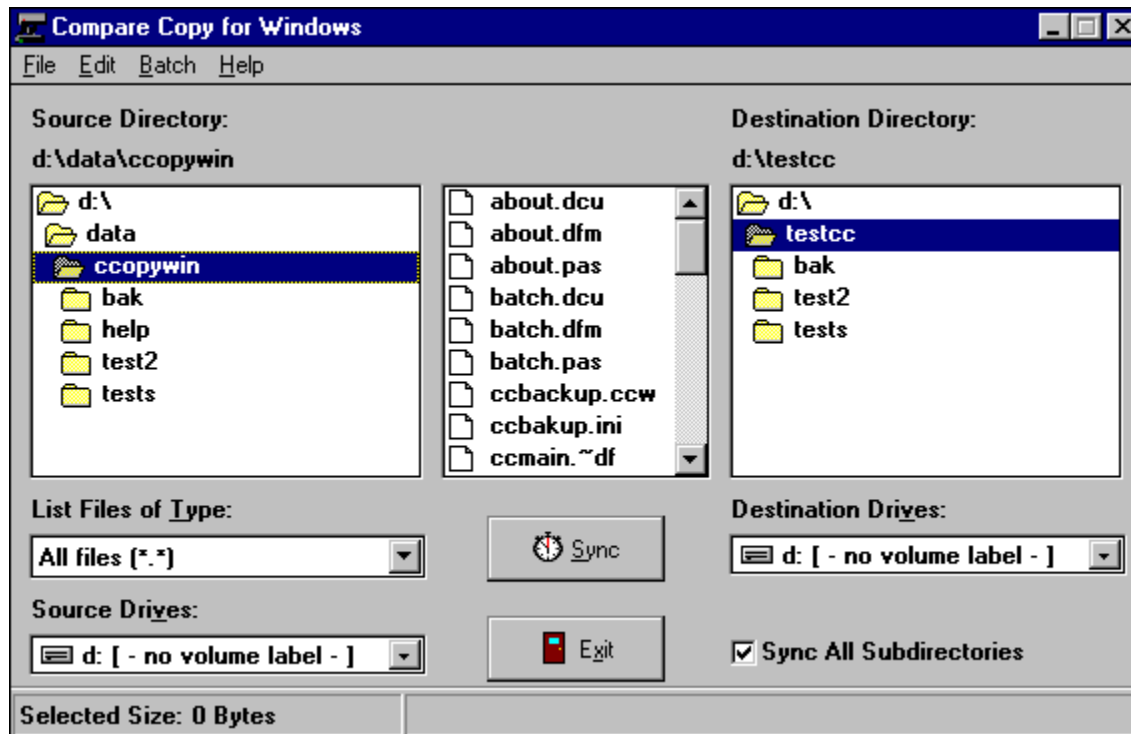 Compare Copy for Windows
File Edit Batch Help
Source Directory:
d:\data\ccopywin
d:\
data
ccopywin
bak
help
test2
tests
about.dcu
about.dfm
about.pas
batch.dcu
batch.dfm
batch.pas
ccbackup.ccw
ccbakup.ini
ccmain.~df
Destination Directory:
d:\testcc
d:\
testcc
bak
test2
tests
List Files of Type:
All files (*.*)
Source Drives:
d: [ - no volume label - ]
Sync
Exit
Destination Drives:
d: [ - no volume label - ]
Sync All Subdirectories
Selected Size: 0 Bytes